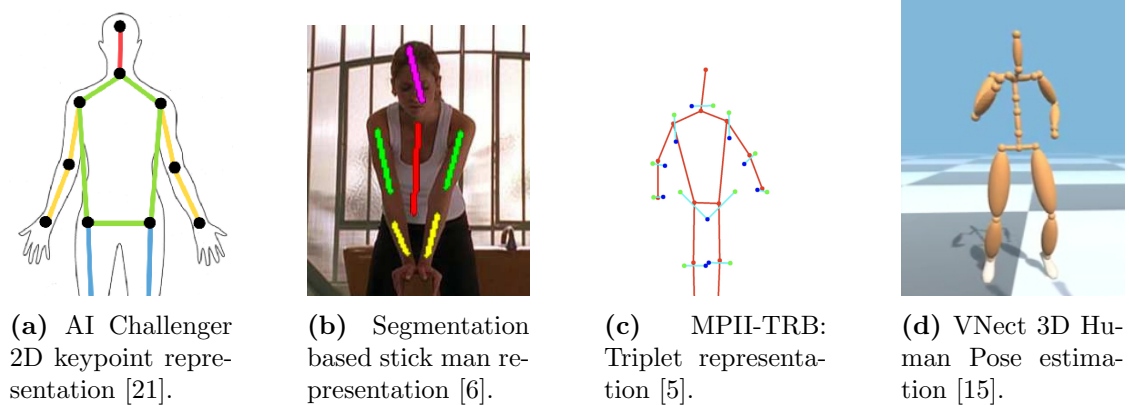 (a) AI Challenger
2D keypoint repre-
sentation [21].
(b) Segmentation
based stick man re-
presentation [6].
(c) MPII-TRB:
Triplet representa-
tion [5].
(d) VNect 3D Hu-
man Pose estima-
tion [15].